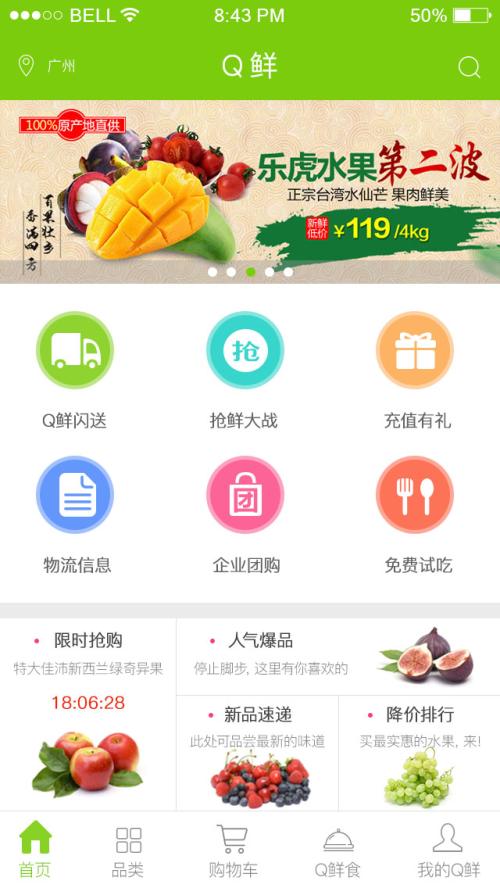 BELL 8:43 PM 50%
广州 Q鲜
100%原产地直供
乐虎水果第二波
正宗台湾水仙芒 果肉鲜美
新鲜低价 ¥119/4kg
百果壮乡
香满四方
Q鲜闪送 抢 抢鲜大战 充值有礼
物流信息 团 企业团购 免费试吃
限时抢购
特大佳沛新西兰绿奇异果
18:06:28
人气爆品
停止脚步, 这里有你喜欢的
新品速递
此处可品尝最新的味道
降价排行
买最实惠的水果, 来!
首页 品类 购物车 Q鲜食 我的Q鲜